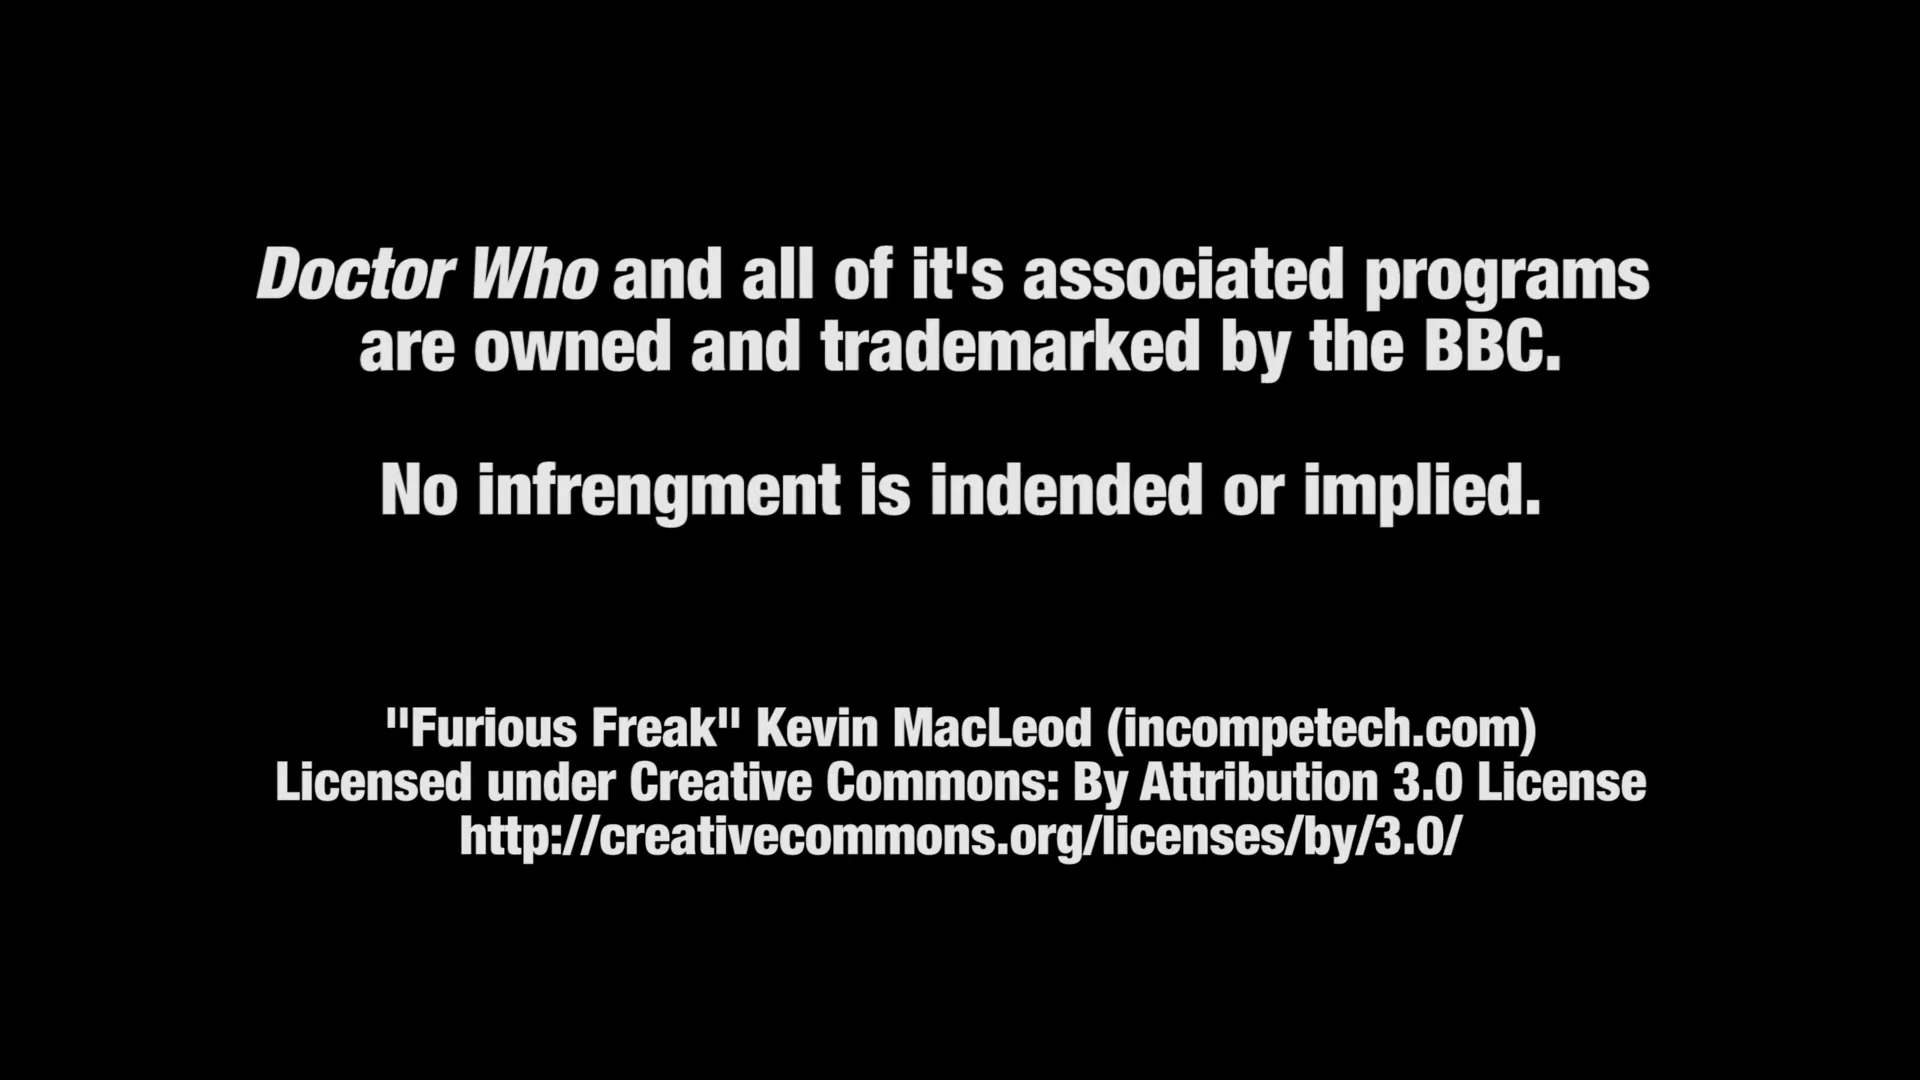 Doctor Who and all of it's associated programs
are owned and trademarked by the BBC.
No infrengment is indended or implied.
"Furious Freak" Kevin MacLeod (incompetech.com)
Licensed under Creative Commons: By Attribution 3.0 License
http://creativecommons.org/licenses/by/3.0/